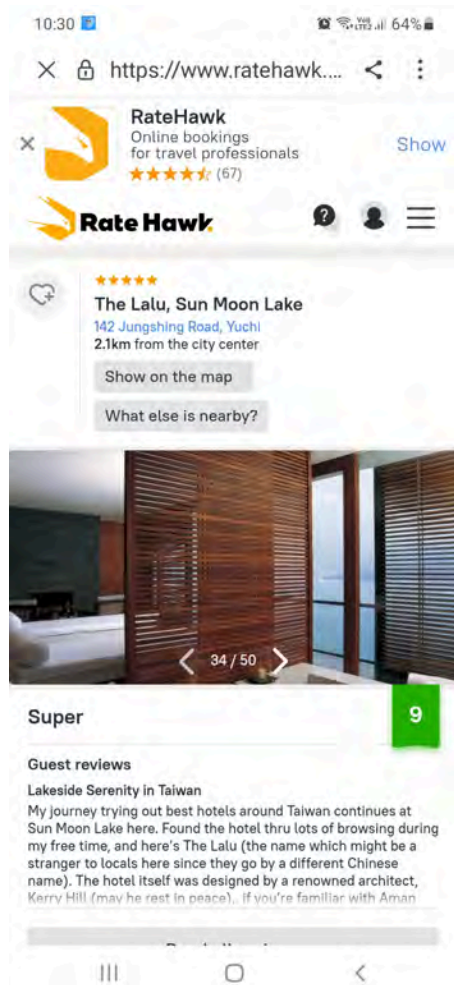 10:30
64%
https://www.ratehawk....
RateHawk
Online bookings
for travel professionals
(67)
Show
RateHawk.
The Lalu, Sun Moon Lake
142 Jungshing Road, Yuchi
2.1km from the city center
Show on the map
What else is nearby?
34 / 50
Super
9
Guest reviews
Lakeside Serenity in Taiwan
My journey trying out best hotels around Taiwan continues at
Sun Moon Lake here. Found the hotel thru lots of browsing during
my free time, and here's The Lalu (the name which might be a
stranger to locals here since they go by a different Chinese
name). The hotel itself was designed by a renowned architect,
Kerry Hill (may he rest in peace).. if you're familiar with Aman